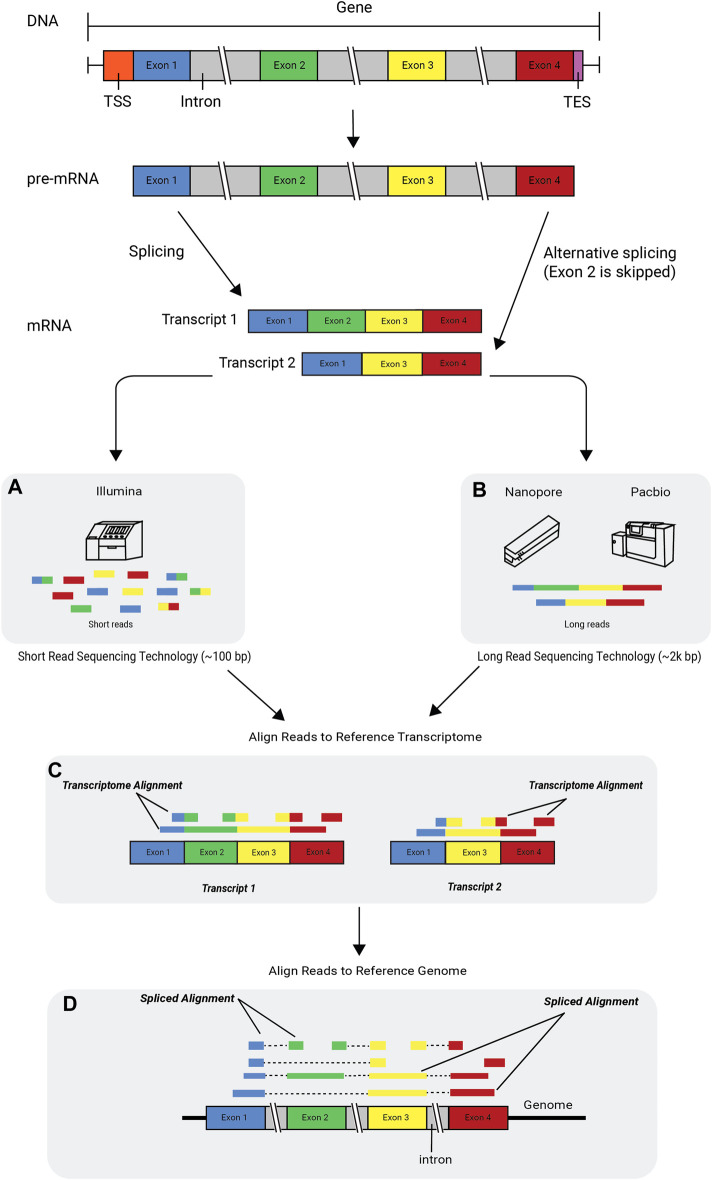 Gene
DNA
Exon 1
Exon 2
Exon 3
Exon 4
TSS
Intron
TES
pre-mRNA
Exon 1
Exon 2
Exon 3
Exon 4
Splicing
Alternative splicing
(Exon 2 is skipped)
mRNA
Transcript 1
Exon 1
Exon 2
Exon 3
Exon 4
Transcript 2
Exon 1
Exon 3
Exon 4
A
Illumina
Short reads
Short Read Sequencing Technology (~100 bp)
B
Nanopore
Pacbio
Long reads
Long Read Sequencing Technology (~2k bp)
Align Reads to Reference Transcriptome
C
Transcriptome Alignment
Transcriptome Alignment
Exon 1
Exon 2
Exon 3
Exon 4
Exon 1
Exon 3
Exon 4
Transcript 1
Transcript 2
Align Reads to Reference Genome
D
Spliced Alignment
Spliced Alignment
Genome
Exon 1
Exon 2
Exon 3
Exon 4
intron